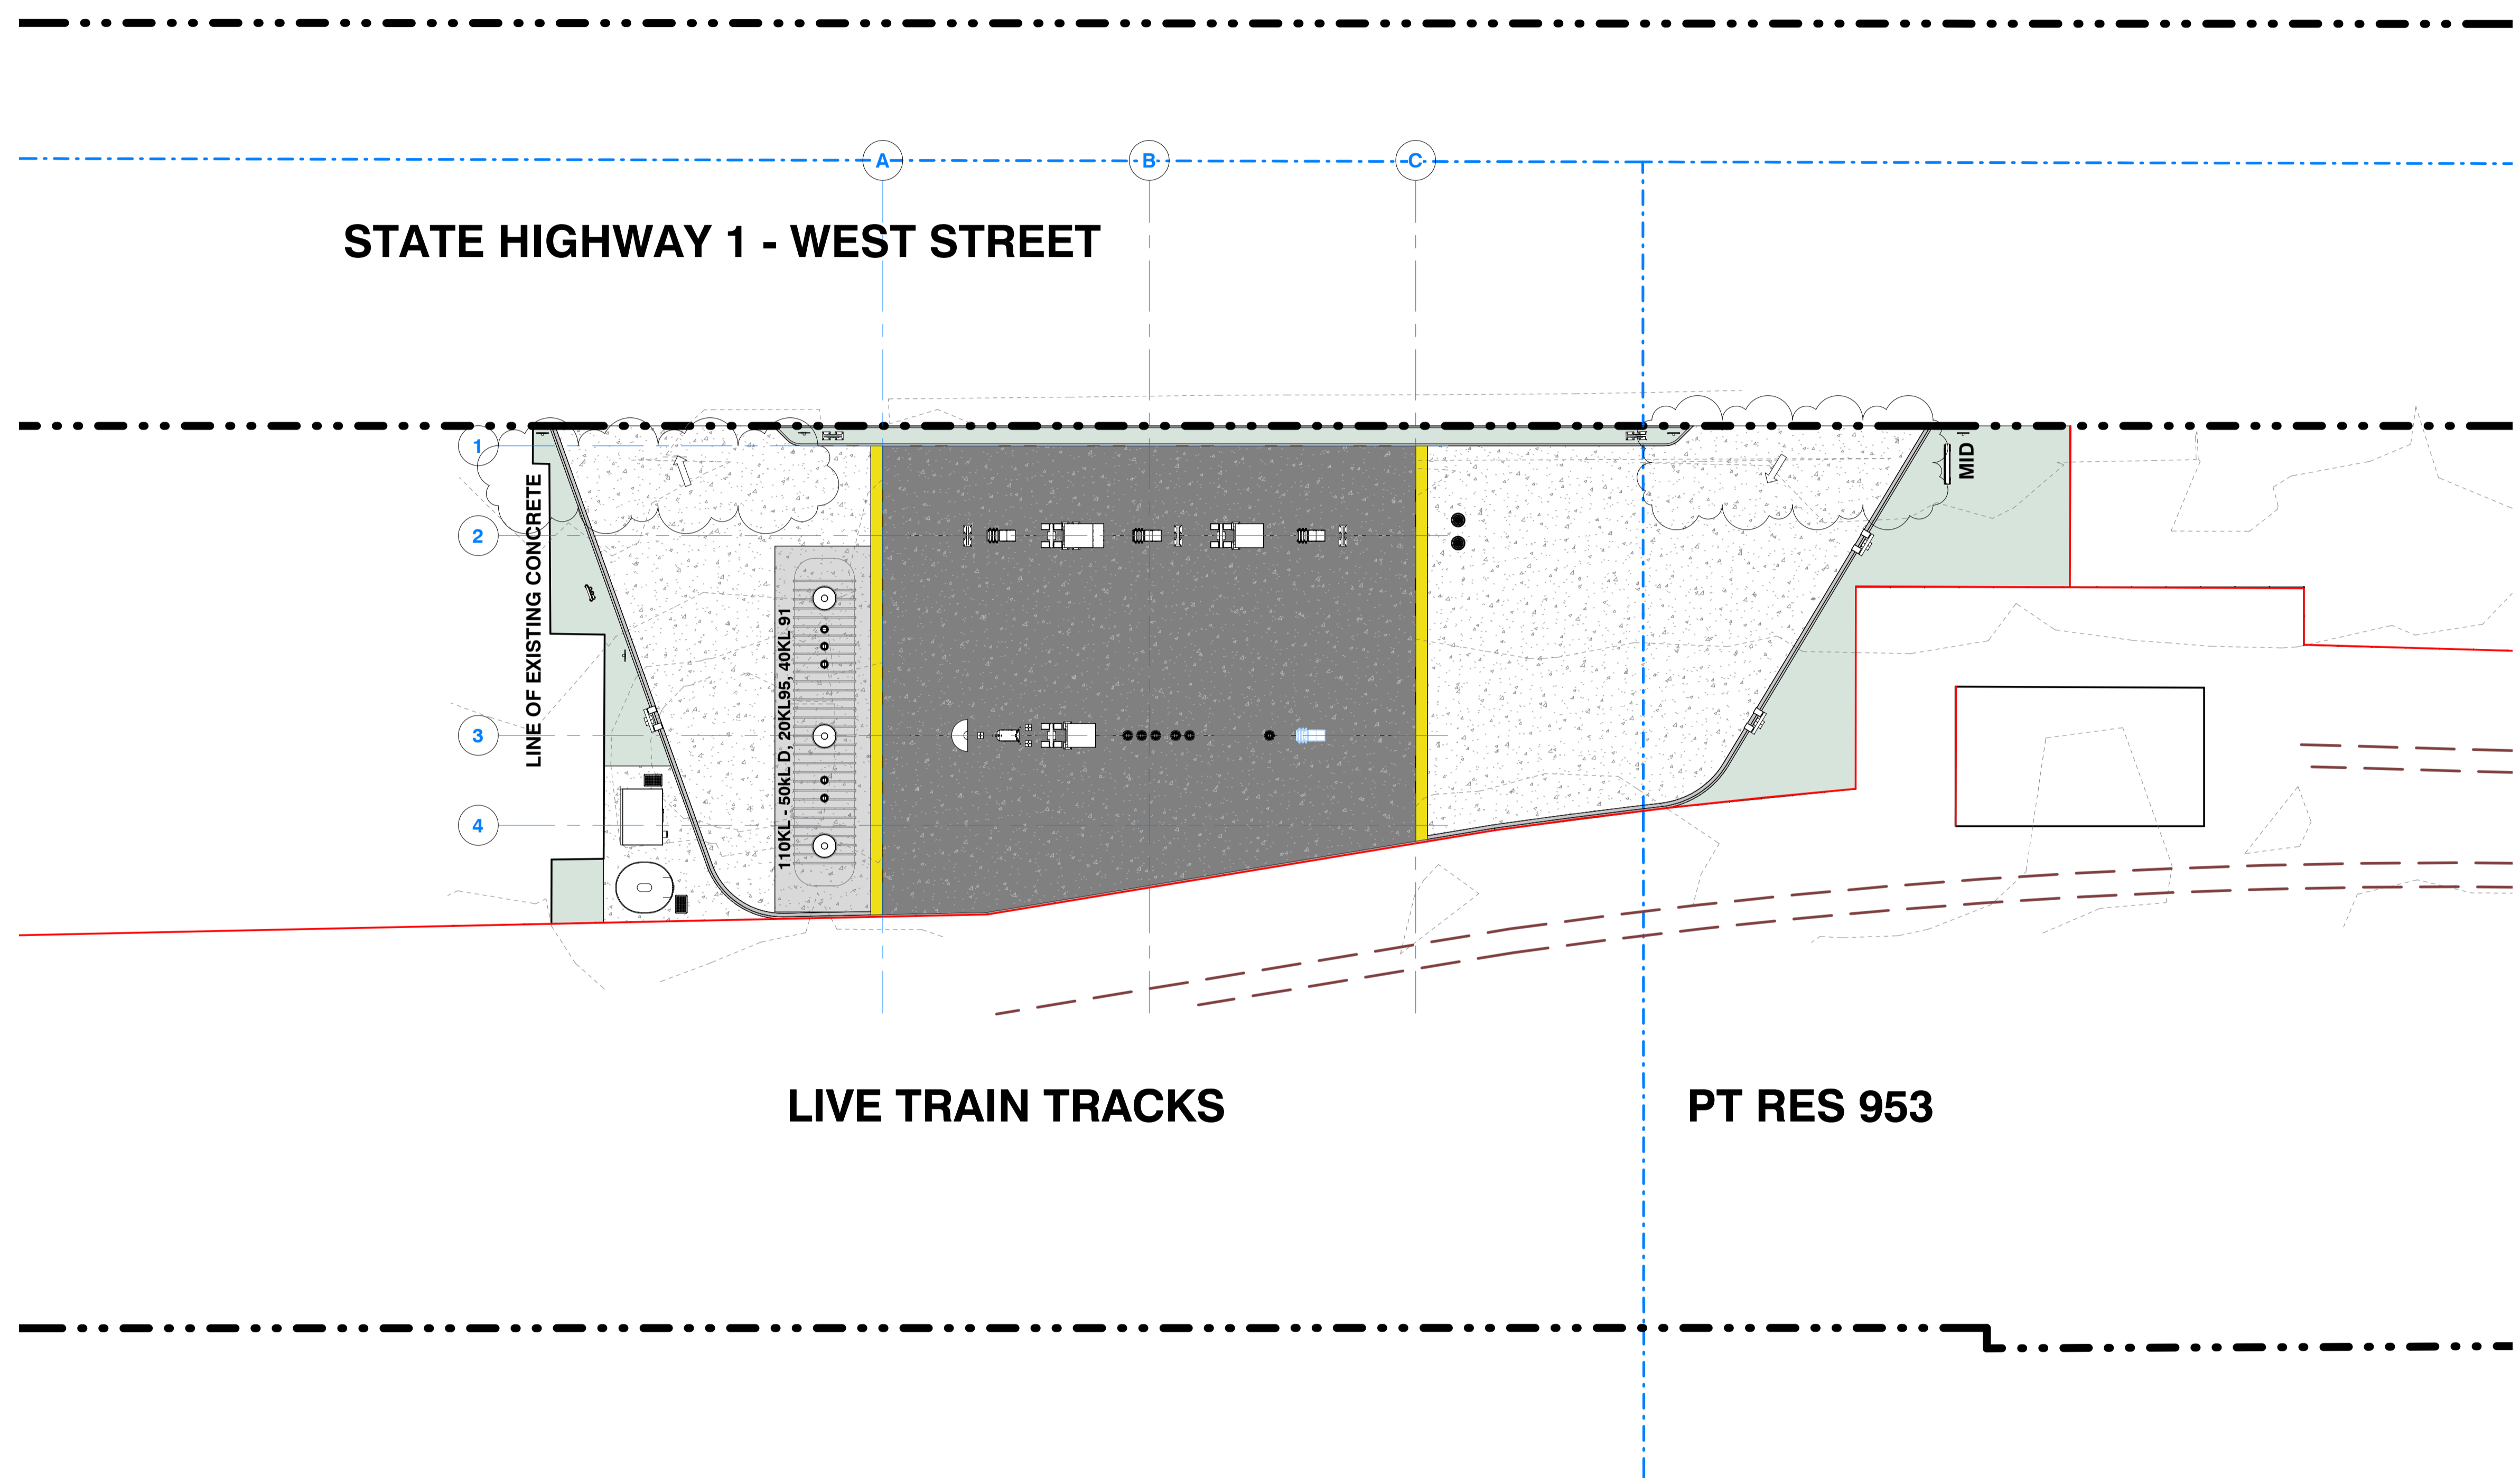 A
B
C
STATE HIGHWAY 1 - WEST STREET
1
2
3
4
LINE OF EXISTING CONCRETE
110KL - 50kL D, 20KL95, 40KL 91
MID
LIVE TRAIN TRACKS
PT RES 953